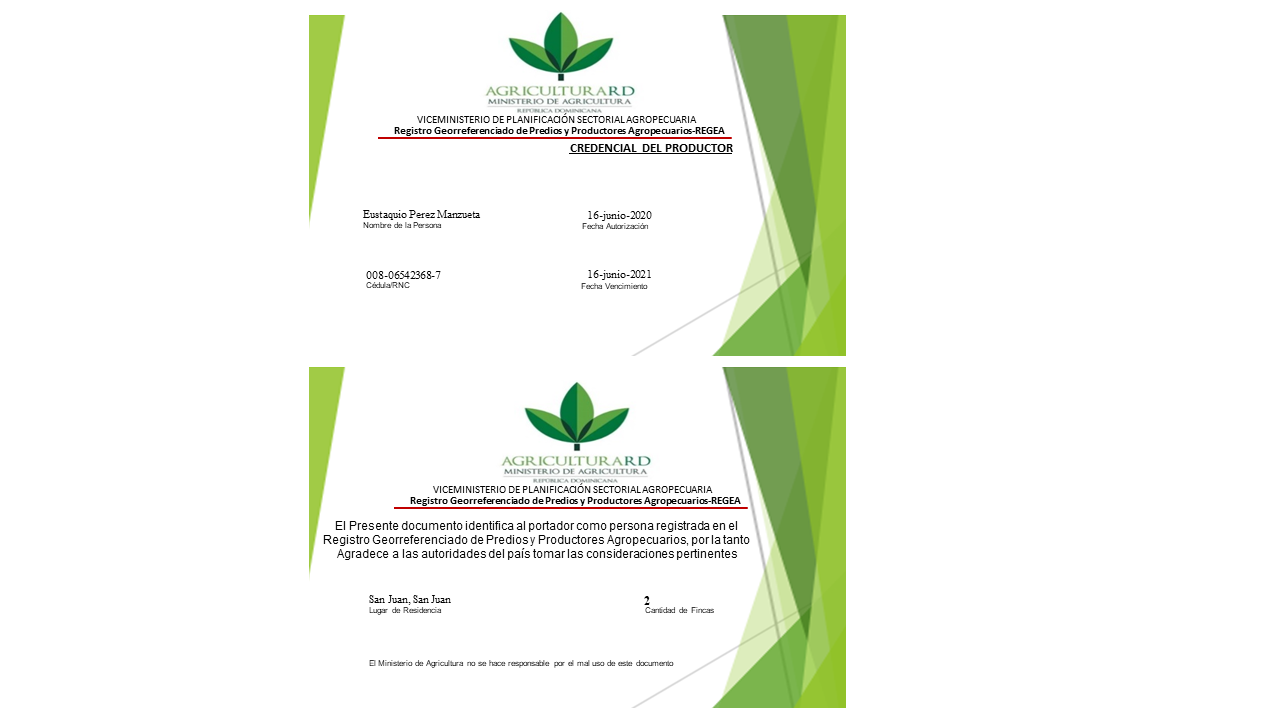 AGRICULTURARD
MINISTERIO DE AGRICULTURA
REPÚBLICA DOMINICANA
VICEMINISTERIO DE PLANIFICACIÓN SECTORIAL AGROPECUARIA
Registro Georreferenciado de Predios y Productores Agropecuarios-REGEA
CREDENCIAL DEL PRODUCTOR
Eustaquio Perez Manzueta
Nombre de la Persona
16-junio-2020
Fecha Autorización
008-06542368-7
Cédula/RNC
16-junio-2021
Fecha Vencimiento
AGRICULTURARD
MINISTERIO DE AGRICULTURA
REPÚBLICA DOMINICANA
VICEMINISTERIO DE PLANIFICACIÓN SECTORIAL AGROPECUARIA
Registro Georreferenciado de Predios y Productores Agropecuarios-REGEA
El Presente documento identifica al portador como persona registrada en el
Registro Georreferenciado de Predios y Productores Agropecuarios, por la tanto
Agradece a las autoridades del país tomar las consideraciones pertinentes
San Juan, San Juan
Lugar de Residencia
2
Cantidad de Fincas
El Ministerio de Agricultura no se hace responsable por el mal uso de este documento